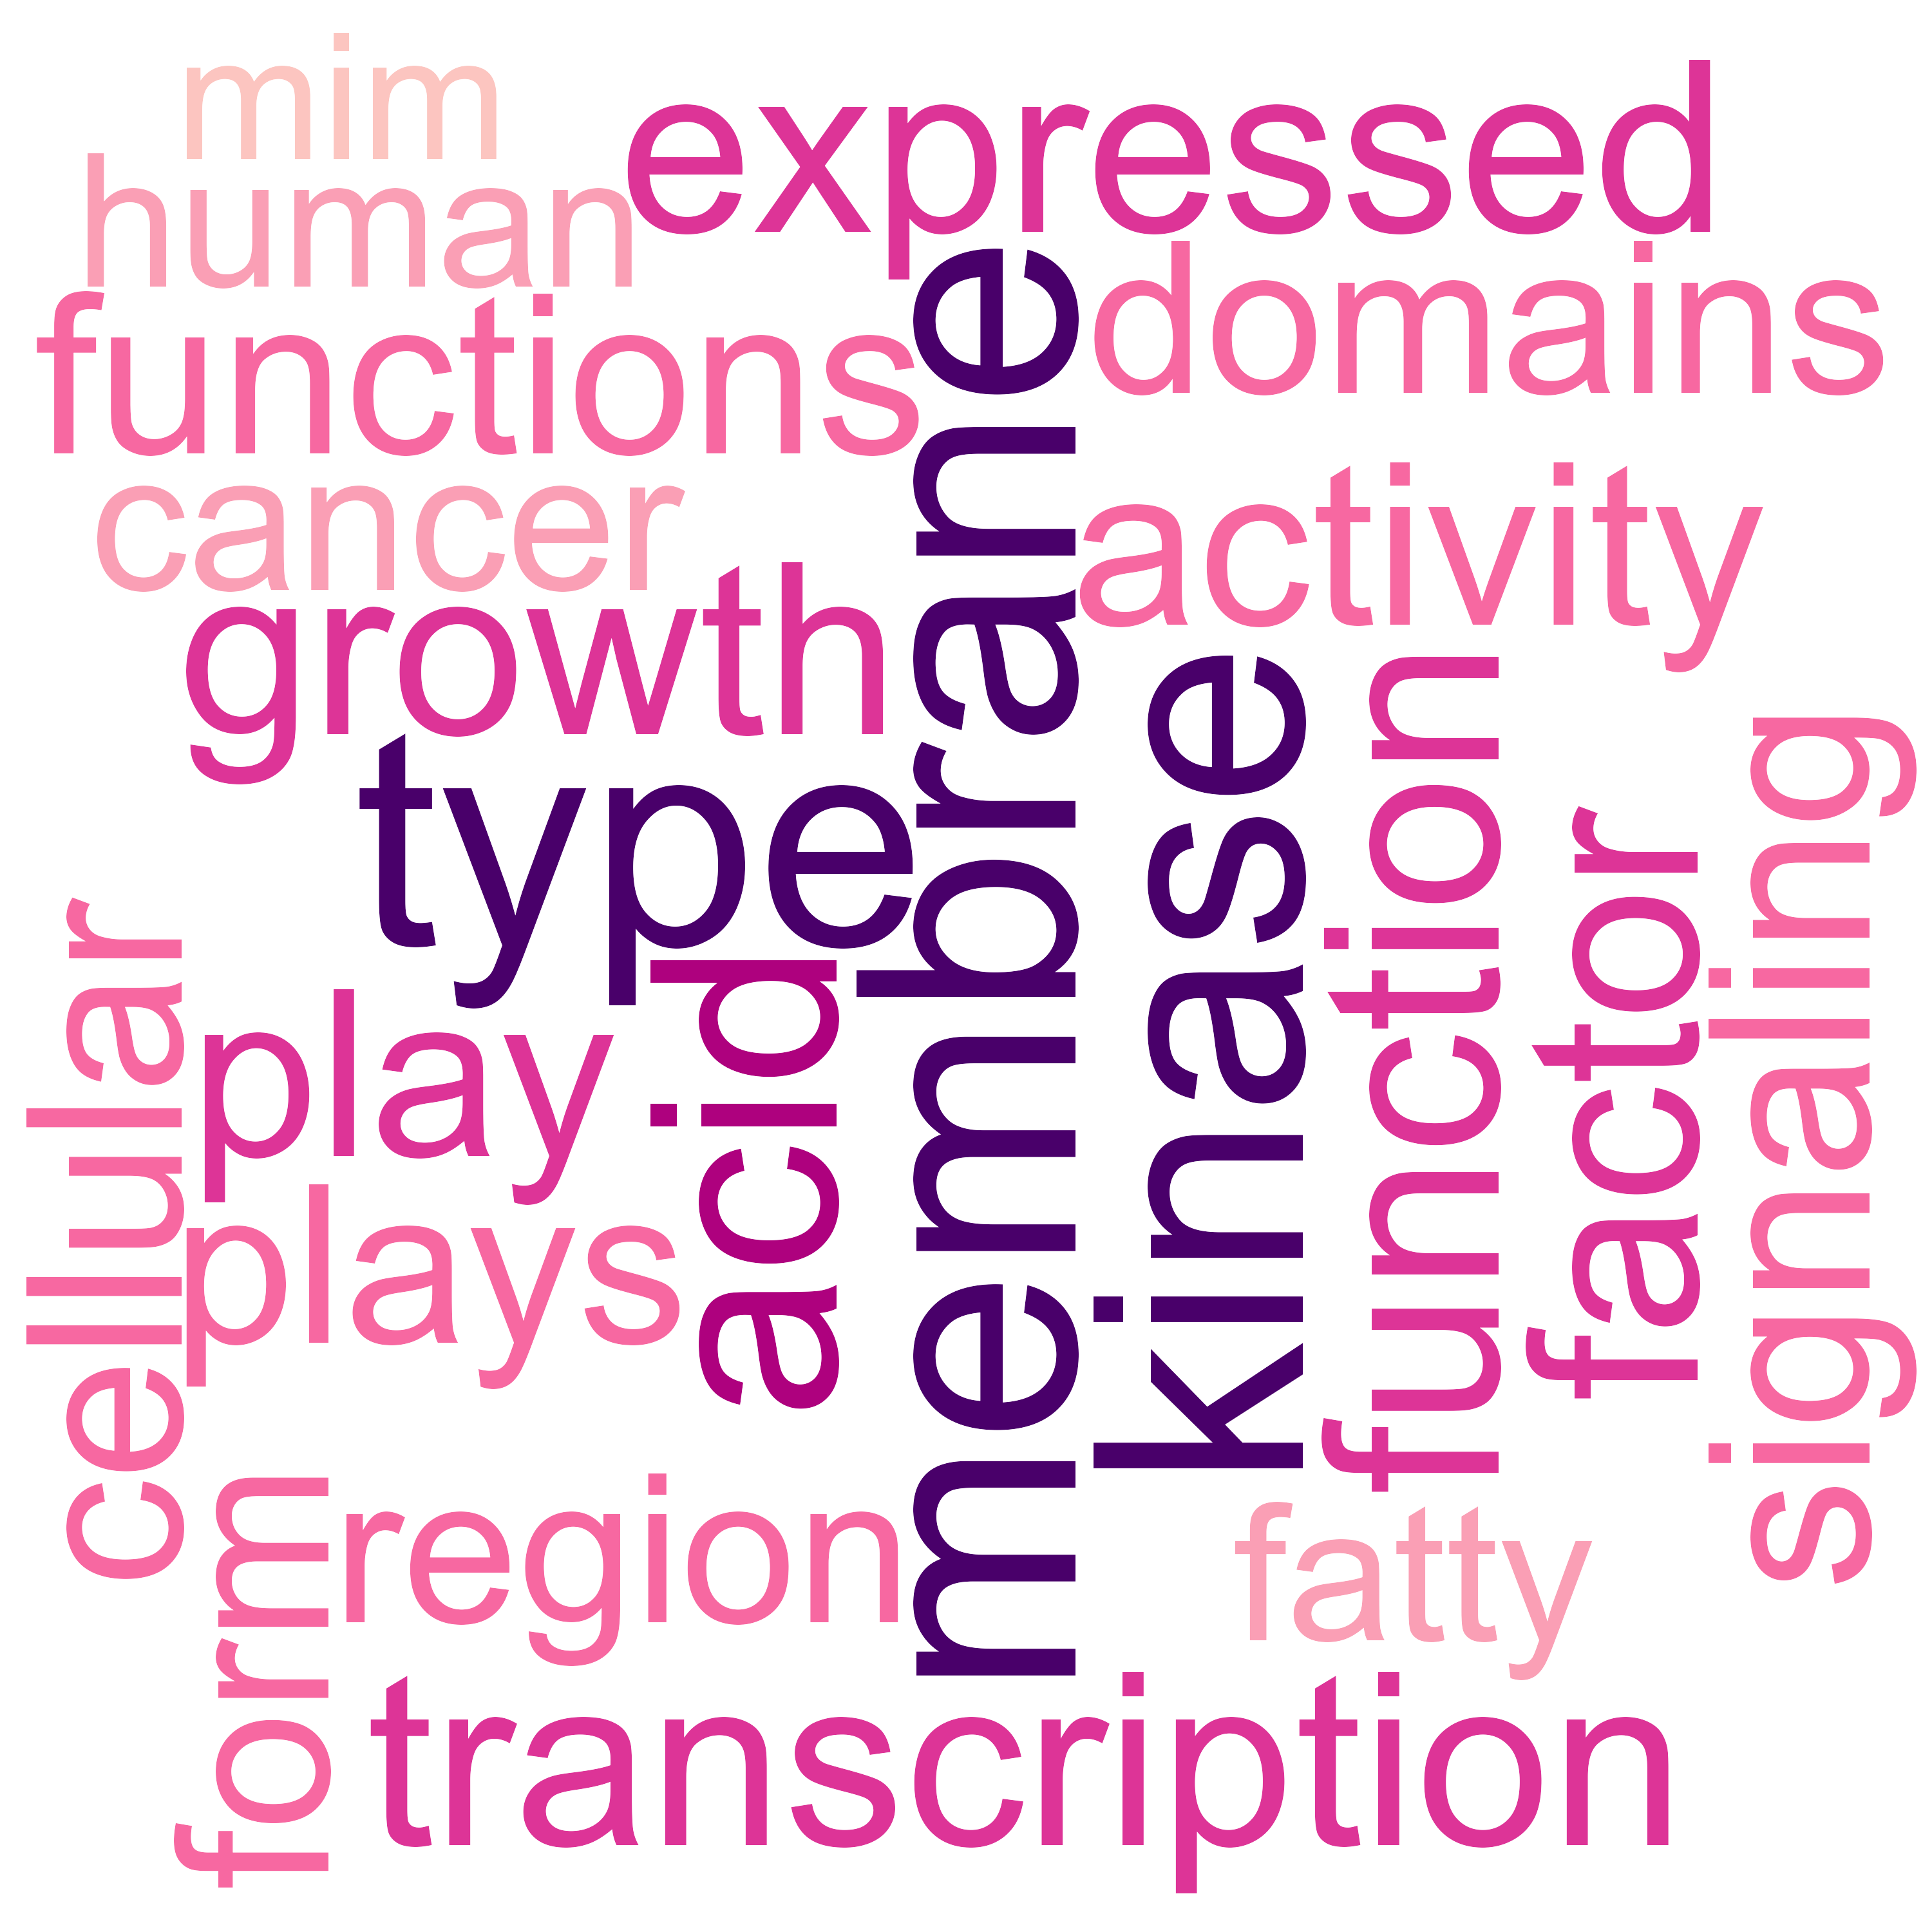 mim
expressed
human
domains
functions
cancer
activity
growth
type
membrane
kinase
function
factor
signaling
cellular
play
acid
plays
form
region
fatty
transcription